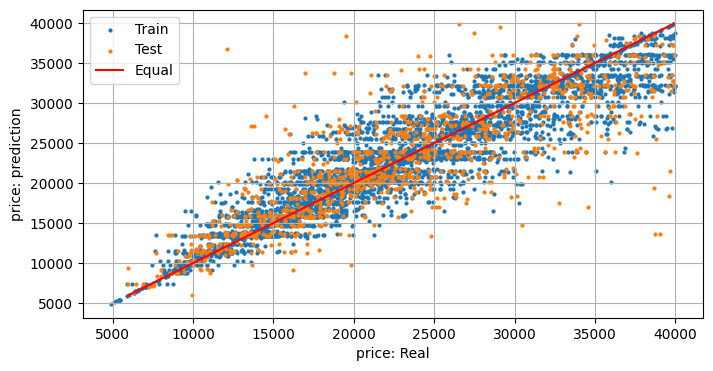 Train
Test
Equal
40000
35000
30000
25000
20000
15000
10000
5000
price: prediction
5000 10000 15000 20000 25000 30000 35000 40000
price: Real